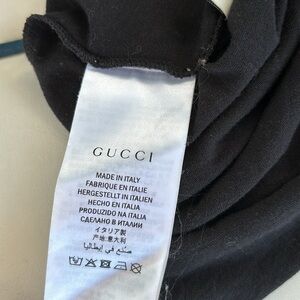 GUCCI
MADE IN ITALY
FABRIQUE EN ITALIE
HERGESTELLT IN ITALIEN
HECHO EN ITALIA
PRODUZIDO NA ITALIA
СДЕЛАНО В ИТАЛИИ
イタリア製
产地:意大利
صنع في إيطاليا